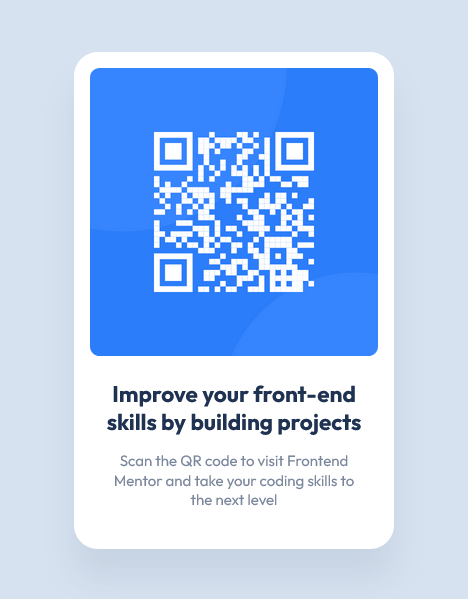 Improve your front-end
skills by building projects
Scan the QR code to visit Frontend
Mentor and take your coding skills to
the next level